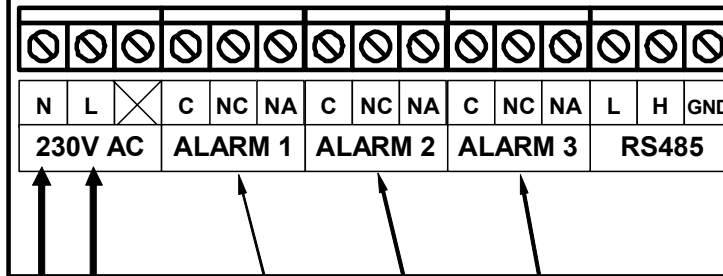 N L C NC NA C NC NA C NC NA L H GND
230V AC ALARM 1 ALARM 2 ALARM 3 RS485